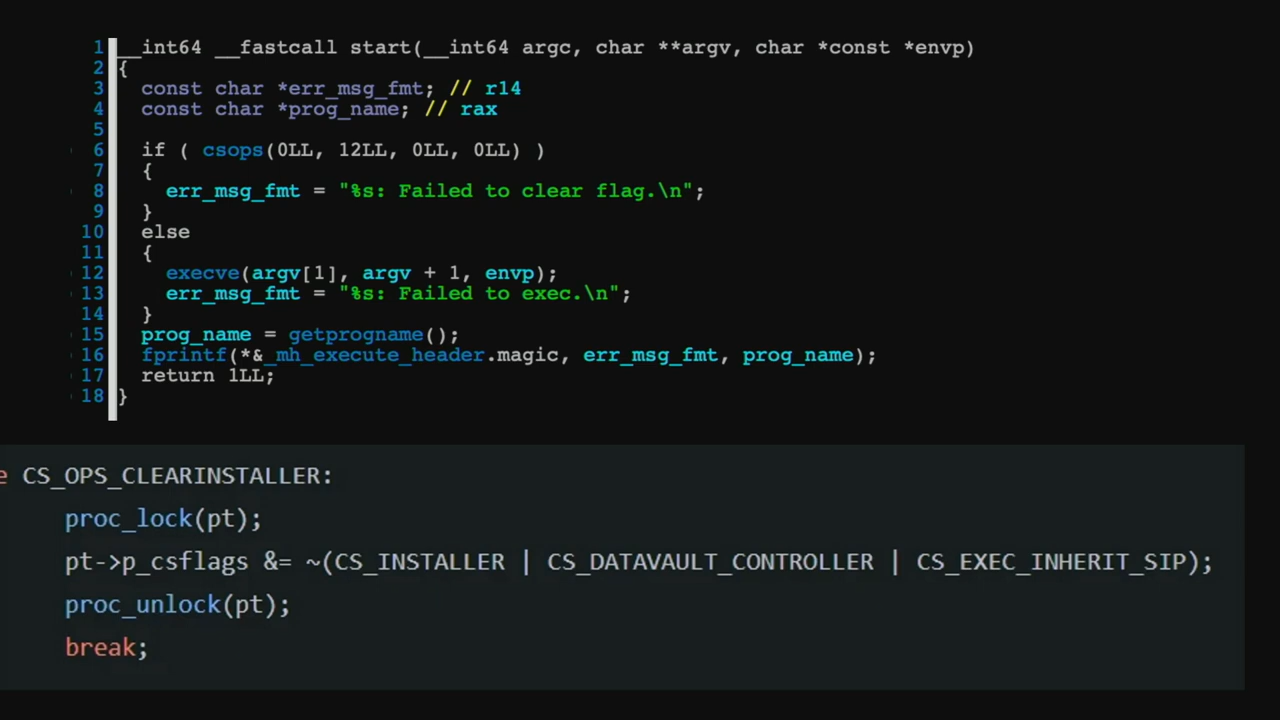 1 __int64 __fastcall start(__int64 argc, char **argv, char *const *envp)
2 {
3 const char *err_msg_fmt; // r14
4 const char *prog_name; // rax
5
6 if ( csops(0LL, 12LL, 0LL, 0LL) )
7 {
8 err_msg_fmt = "%s: Failed to clear flag.\n";
9 }
10 else
11 {
12 execve(argv[1], argv + 1, envp);
13 err_msg_fmt = "%s: Failed to exec.\n";
14 }
15 prog_name = getprogname();
16 fprintf(*&_mh_execute_header.magic, err_msg_fmt, prog_name);
17 return 1LL;
18 }
e CS_OPS_CLEARINSTALLER:
proc_lock(pt);
pt->p_csflags &= ~(CS_INSTALLER | CS_DATAVAULT_CONTROLLER | CS_EXEC_INHERIT_SIP);
proc_unlock(pt);
break;